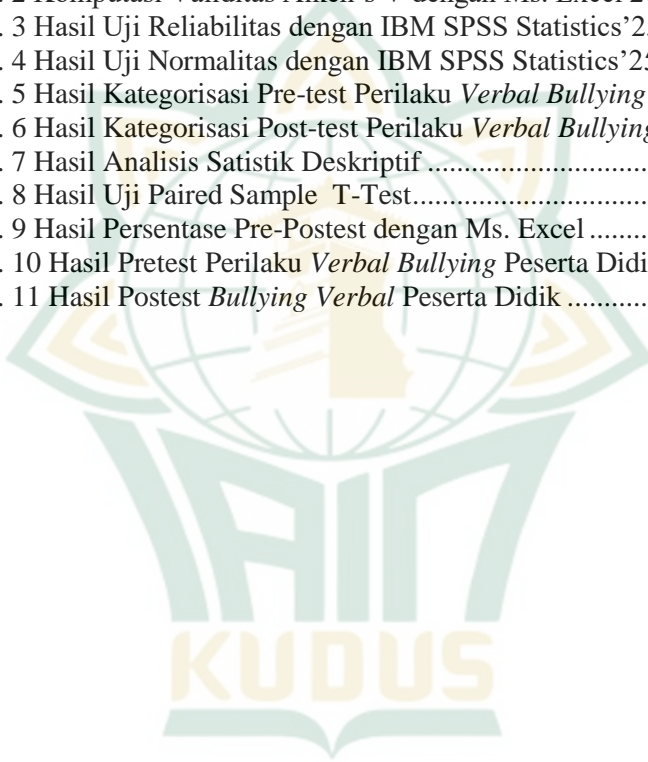 . 3 Hasil Uji Reliabilitas dengan IBM SPSS Statistics’2
. 4 Hasil Uji Normalitas dengan IBM SPSS Statistics’25
. 5 Hasil Kategorisasi Pre-test Perilaku Verbal Bullying
. 6 Hasil Kategorisasi Post-test Perilaku Verbal Bullying
. 7 Hasil Analisis Satistik Deskriptif ..............................
. 8 Hasil Uji Paired Sample T-Test................................
. 9 Hasil Persentase Pre-Postest dengan Ms. Excel ........
. 10 Hasil Pretest Perilaku Verbal Bullying Peserta Didi
. 11 Hasil Postest Bullying Verbal Peserta Didik ...........
IAIN
KUDUS